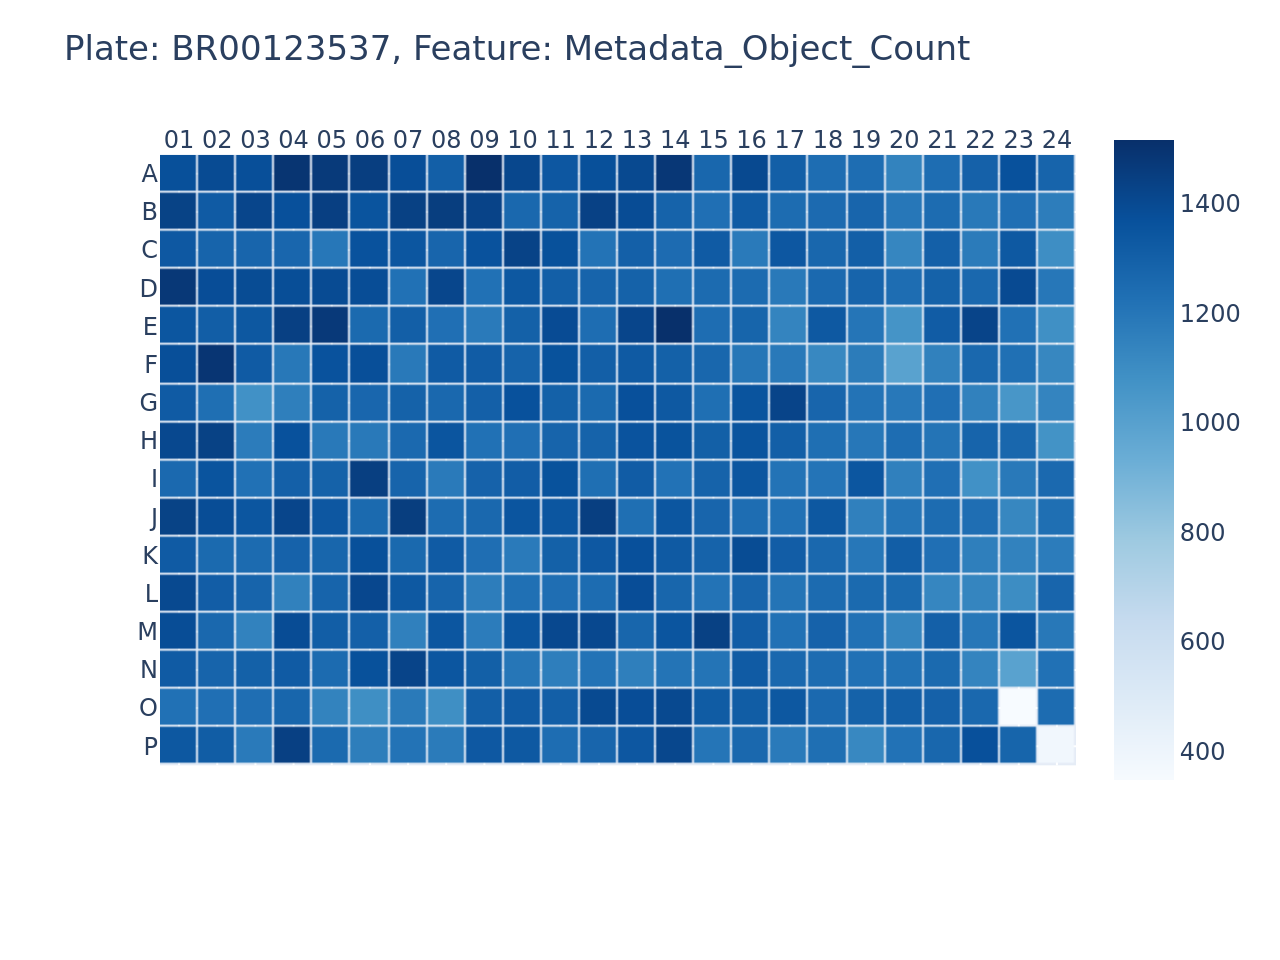 Plate: BR00123537, Feature: Metadata_Object_Count
01 02 03 04 05 06 07 08 09 10 11 12 13 14 15 16 17 18 19 20 21 22 23 24
A
B
C
D
E
F
G
H
I
J
K
L
M
N
O
P
1400
1200
1000
800
600
400